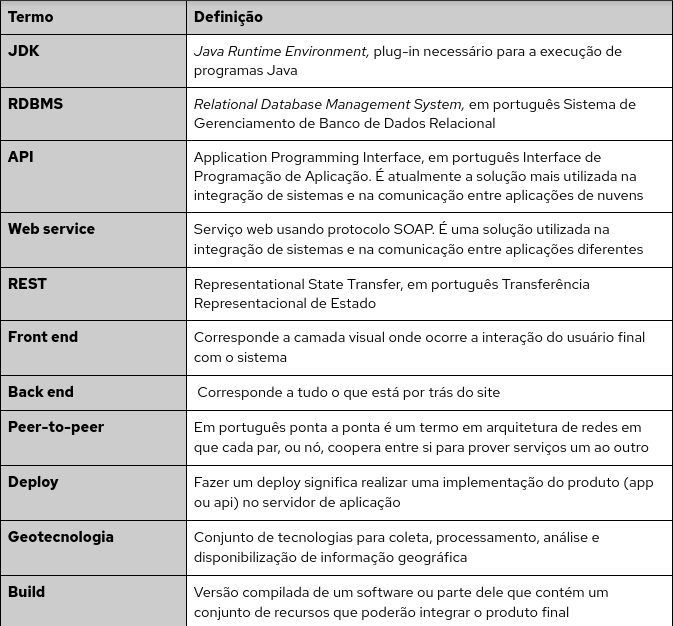 Termo Definição
JDK Java Runtime Environment, plug-in necessário para a execução de
programas Java
RDBMS Relational Database Management System, em português Sistema de
Gerenciamento de Banco de Dados Relacional
API Application Programming Interface, em português Interface de
Programação de Aplicação. É atualmente a solução mais utilizada na
integração de sistemas e na comunicação entre aplicações de nuvens
Web service Serviço web usando protocolo SOAP. É uma solução utilizada na
integração de sistemas e na comunicação entre aplicações diferentes
REST Representational State Transfer, em português Transferência
Representacional de Estado
Front end Corresponde a camada visual onde ocorre a interação do usuário final
com o sistema
Back end Corresponde a tudo o que está por trás do site
Peer-to-peer Em português ponta a ponta é um termo em arquitetura de redes em
que cada par, ou nó, coopera entre si para prover serviços um ao outro
Deploy Fazer um deploy significa realizar uma implementação do produto (app
ou api) no servidor de aplicação
Geotecnologia Conjunto de tecnologias para coleta, processamento, análise e
disponibilização de informação geográfica
Build Versão compilada de um software ou parte dele que contém um
conjunto de recursos que poderão integrar o produto final